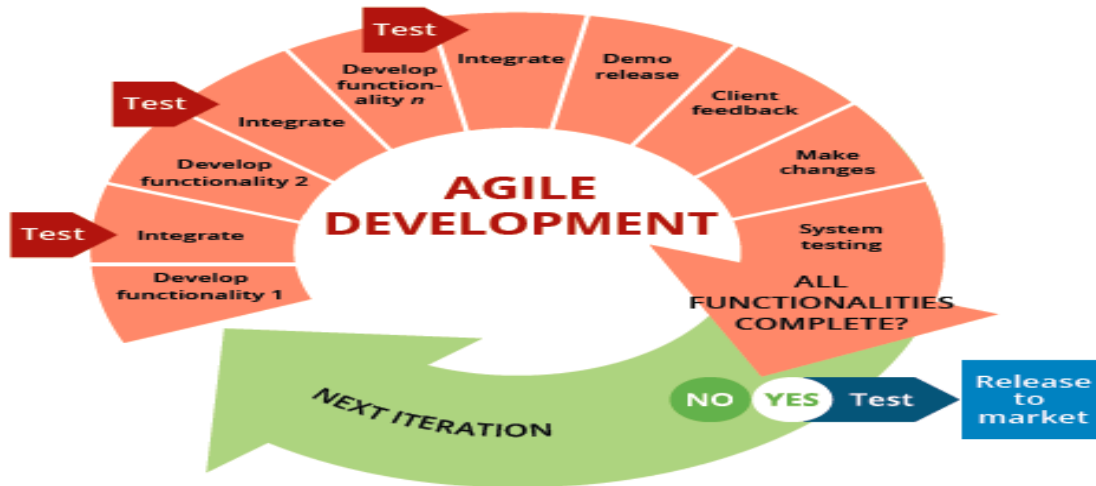 Test
Integrate
Demo
release
Develop
function-
ality n
Client
feedback
Test
Integrate
Make
changes
Develop
functionality 2
AGILE
DEVELOPMENT
Test
Integrate
System
testing
Develop
functionality 1
ALL
FUNCTIONALITIES
COMPLETE?
NO
YES
Test
Release
to
market
NEXT ITERATION